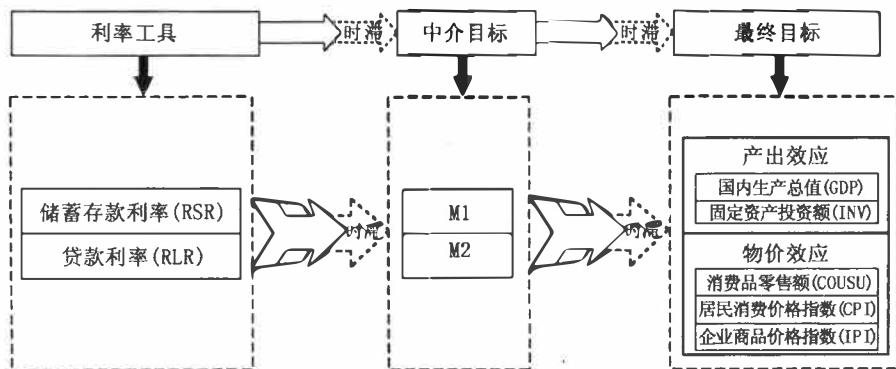 利率工具
时滞
中介目标
时滞
最终目标
储蓄存款利率(RSR)
贷款利率(RLR)
时滞
M1
M2
时滞
产出效应
国内生产总值(GDP)
固定资产投资额(INV)
物价效应
消费品零售额(COUSU)
居民消费价格指数(CPI)
企业商品价格指数(IPI)